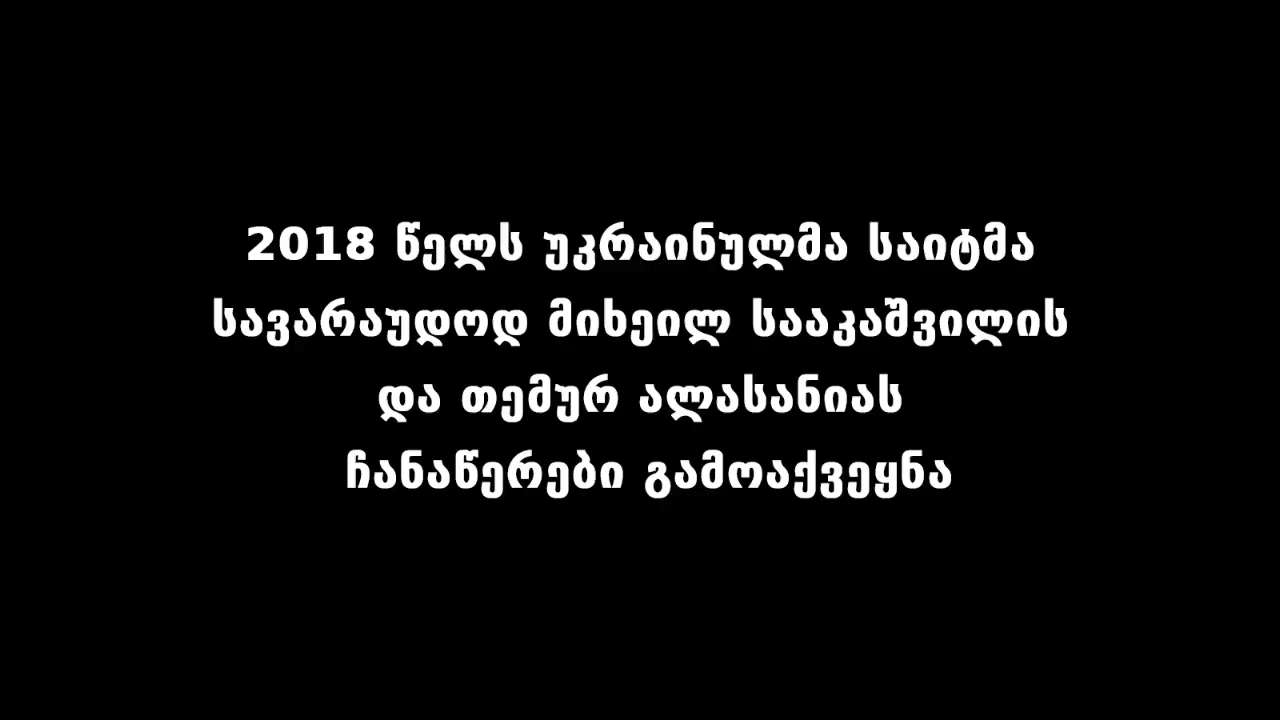 2018 წელს უკრაინულმა საიტმა
სავარაუდოდ მიხეილ სააკაშვილის
და თემურ ალასანიას
ჩანაწერები გამოაქვეყნა